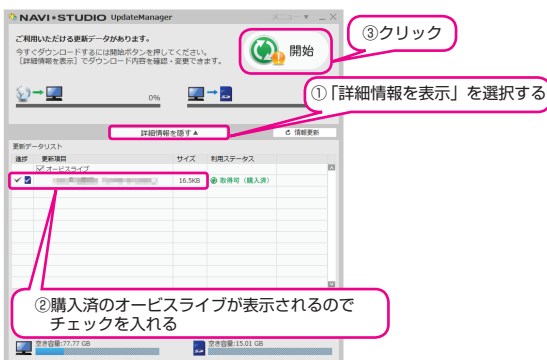 NAVI•STUDIO UpdateManager
メニュー ▼ _ ×
ご利用いただける更新データがあります。
今すぐダウンロードするには開始ボタンを押してください。
[詳細情報を表示]でダウンロード内容を確認・変更できます。
開始
③クリック
0%
①「詳細情報を表示」を選択する
詳細情報を隠す▲
情報更新
更新データリスト
進捗 更新項目 サイズ 利用ステータス
オービスライブ
16.5KB 取得可(購入済)
②購入済のオービスライブが表示されるので
チェックを入れる
空き容量:77.77 GB
空き容量:15.01 GB